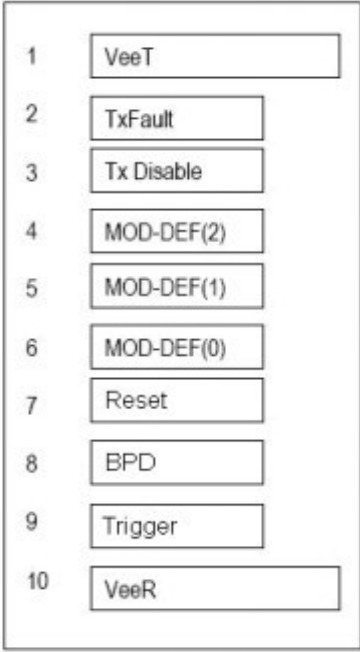 1 VeeT
2 TxFault
3 Tx Disable
4 MOD-DEF(2)
5 MOD-DEF(1)
6 MOD-DEF(0)
7 Reset
8 BPD
9 Trigger
10 VeeR